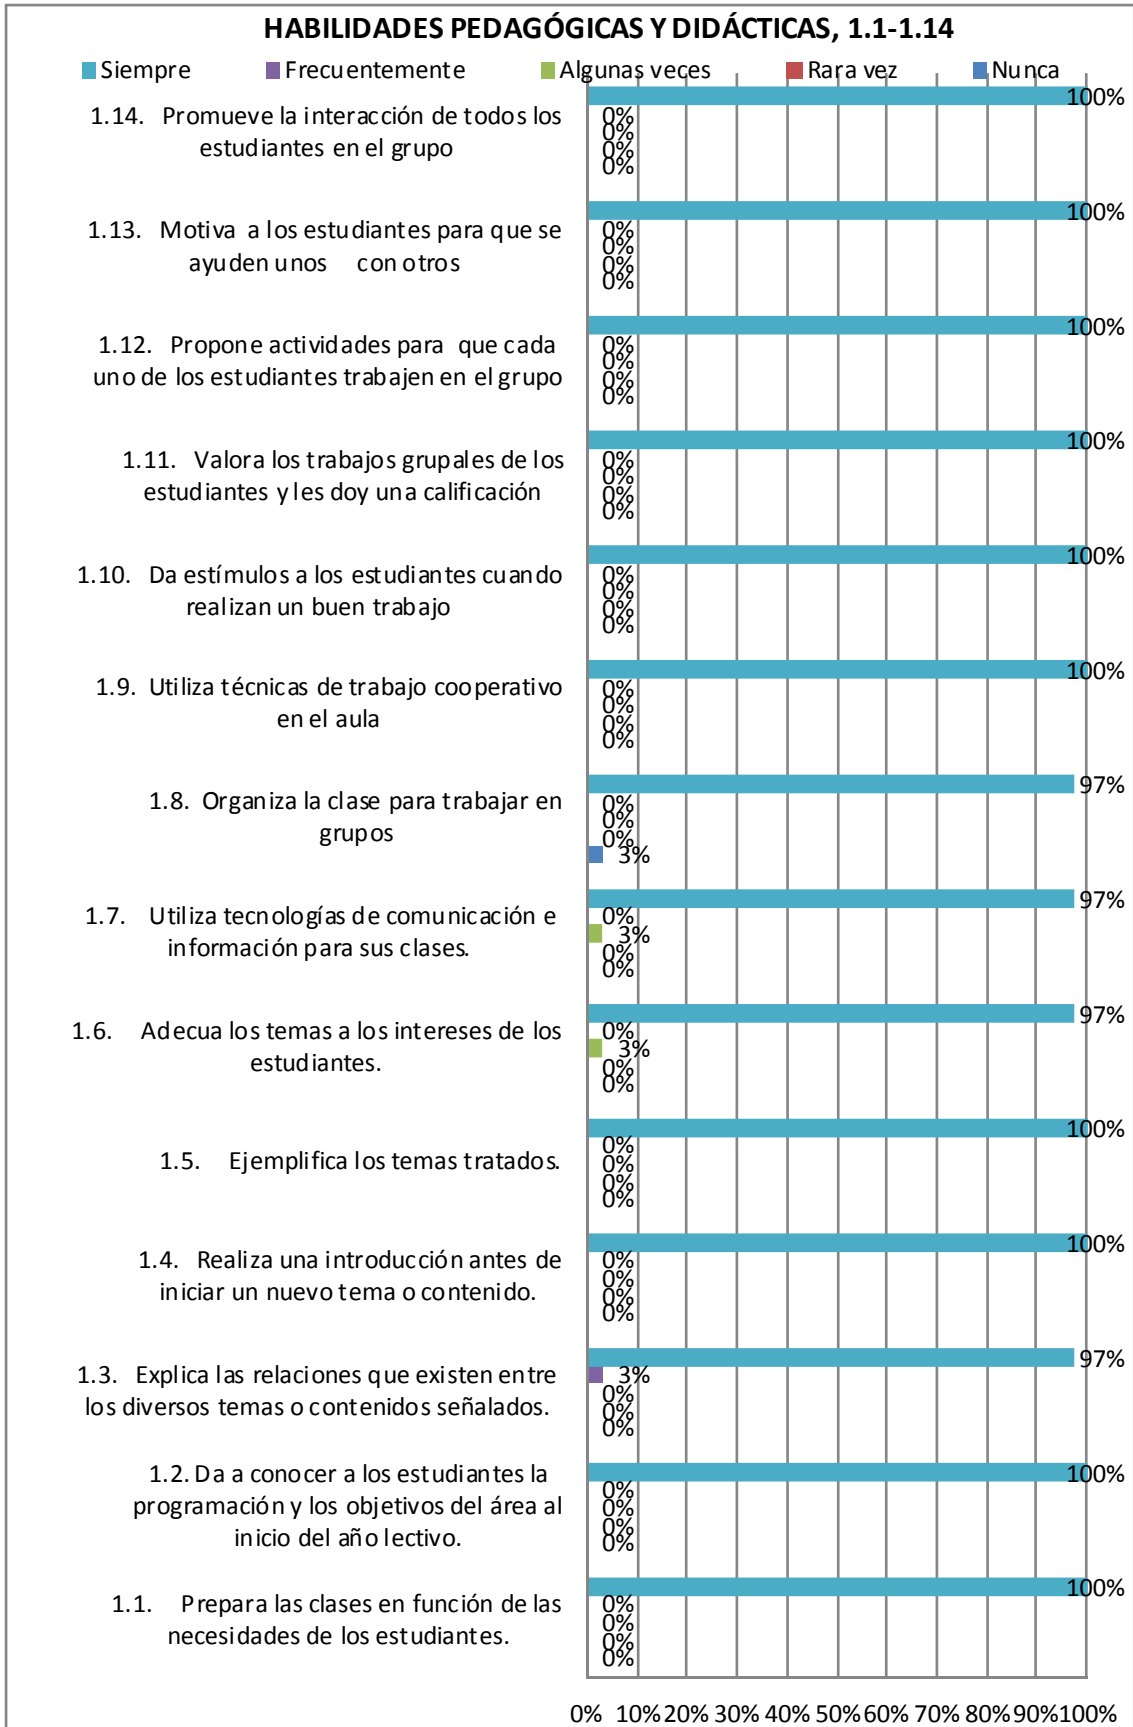 HABILIDADES PEDAGÓGICAS Y DIDÁCTICAS, 1.1-1.14
Siempre Frecuentemente Algunas veces Rara vez Nunca
1.14. Promueve la interacción de todos los
estudiantes en el grupo
100%
0%
0%
0%
0%
1.13. Motiva a los estudiantes para que se
ayuden unos con otros
100%
0%
0%
0%
0%
1.12. Propone actividades para que cada
uno de los estudiantes trabajen en el grupo
100%
0%
0%
0%
0%
1.11. Valora los trabajos grupales de los
estudiantes y les doy una calificación
100%
0%
0%
0%
0%
1.10. Da estímulos a los estudiantes cuando
realizan un buen trabajo
100%
0%
0%
0%
0%
1.9. Utiliza técnicas de trabajo cooperativo
en el aula
100%
0%
0%
0%
0%
1.8. Organiza la clase para trabajar en
grupos
97%
0%
0%
0%
3%
1.7. Utiliza tecnologías de comunicación e
información para sus clases.
97%
0%
3%
0%
0%
1.6. Adecua los temas a los intereses de los
estudiantes.
97%
0%
3%
0%
0%
1.5. Ejemplifica los temas tratados.
100%
0%
0%
0%
0%
1.4. Realiza una introducción antes de
iniciar un nuevo tema o contenido.
100%
0%
0%
0%
0%
1.3. Explica las relaciones que existen entre
los diversos temas o contenidos señalados.
97%
3%
0%
0%
0%
1.2. Da a conocer a los estudiantes la
programación y los objetivos del área al
inicio del año lectivo.
100%
0%
0%
0%
0%
1.1. Prepara las clases en función de las
necesidades de los estudiantes.
100%
0%
0%
0%
0%
0% 10% 20% 30% 40% 50% 60% 70% 80% 90% 100%